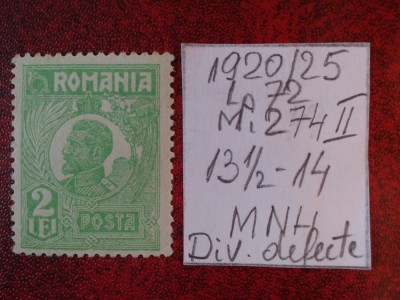 ROMANIA
2
LEI
POSTA
1920/25
L.p 72
Mi 274 II
13½-14
MNH
Div. defecte